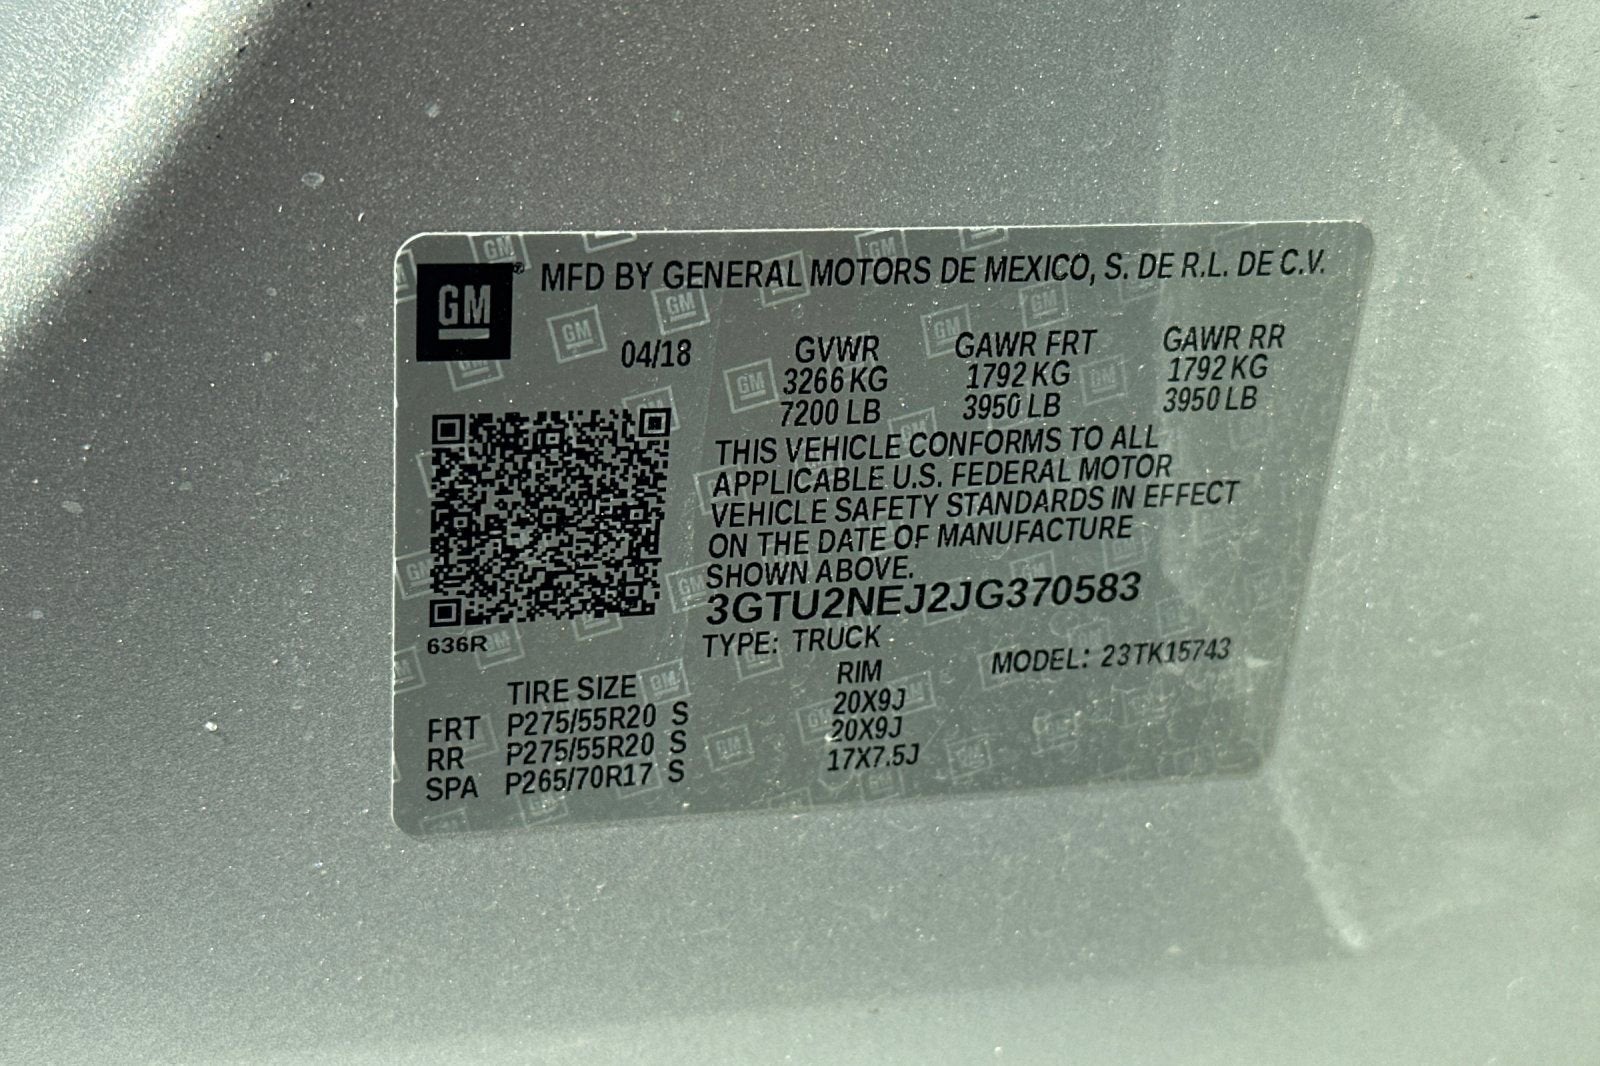 GM® MFD BY GENERAL MOTORS DE MEXICO, S. DE R.L. DE C.V.
04/18 GVWR GAWR FRT GAWR RR
3266 KG 1792 KG 1792 KG
7200 LB 3950 LB 3950 LB
THIS VEHICLE CONFORMS TO ALL
APPLICABLE U.S. FEDERAL MOTOR
VEHICLE SAFETY STANDARDS IN EFFECT
ON THE DATE OF MANUFACTURE
SHOWN ABOVE.
3GTU2NEJ2JG370583
636R
TYPE: TRUCK
MODEL: 23TK15743
TIRE SIZE RIM
FRT P275/55R20 S 20X9J
RR P275/55R20 S 20X9J
SPA P265/70R17 S 17X7.5J